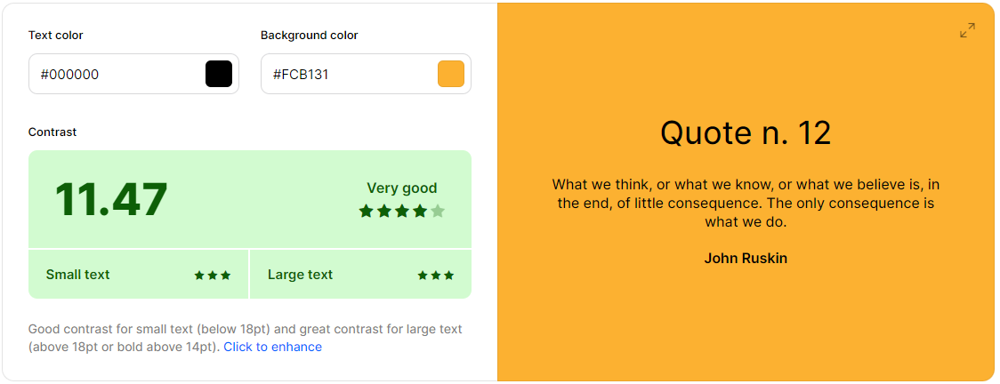 Text color
Background color
#000000
#FCB131
Contrast
11.47
Very good
Small text
Large text
Good contrast for small text (below 18pt) and great contrast for large text
(above 18pt or bold above 14pt). Click to enhance
Quote n. 12
What we think, or what we know, or what we believe is, in
the end, of little consequence. The only consequence is
what we do.
John Ruskin